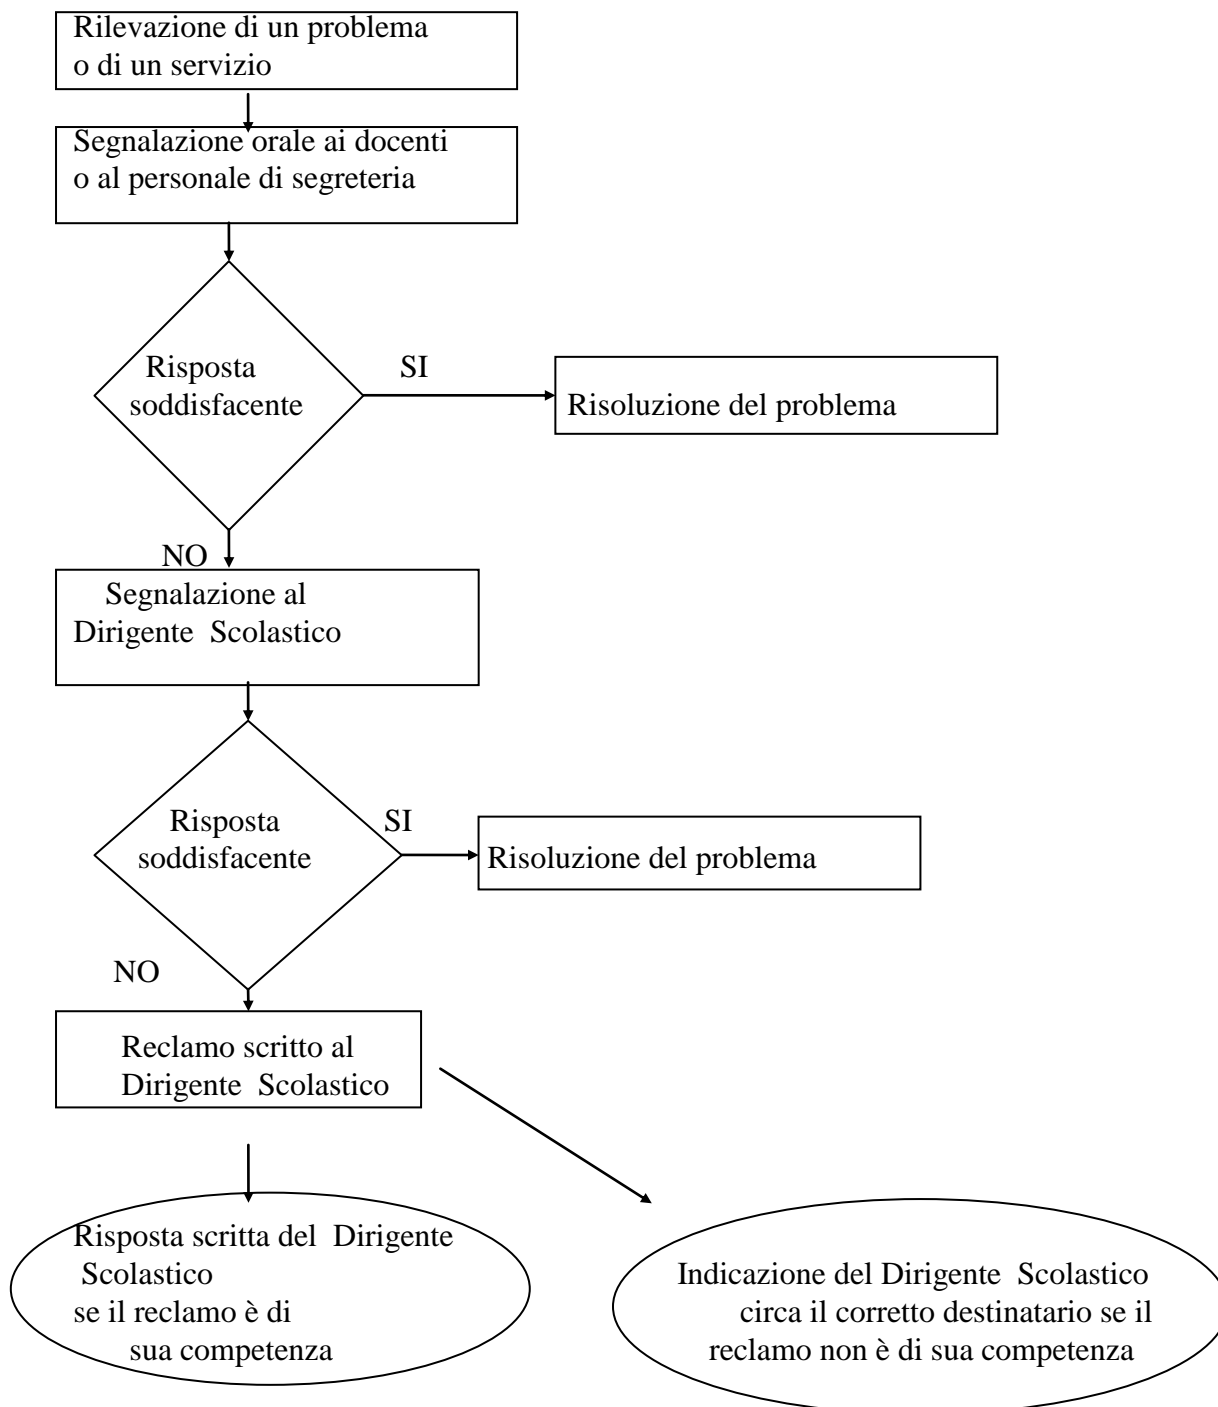 Rilevazione di un problema
o di un servizio
Segnalazione orale ai docenti
o al personale di segreteria
Risposta
soddisfacente
SI
Risoluzione del problema
NO
Segnalazione al
Dirigente Scolastico
Risposta
soddisfacente
SI
Risoluzione del problema
NO
Reclamo scritto al
Dirigente Scolastico
Risposta scritta del Dirigente
Scolastico
se il reclamo è di
sua competenza
Indicazione del Dirigente Scolastico
circa il corretto destinatario se il
reclamo non è di sua competenza